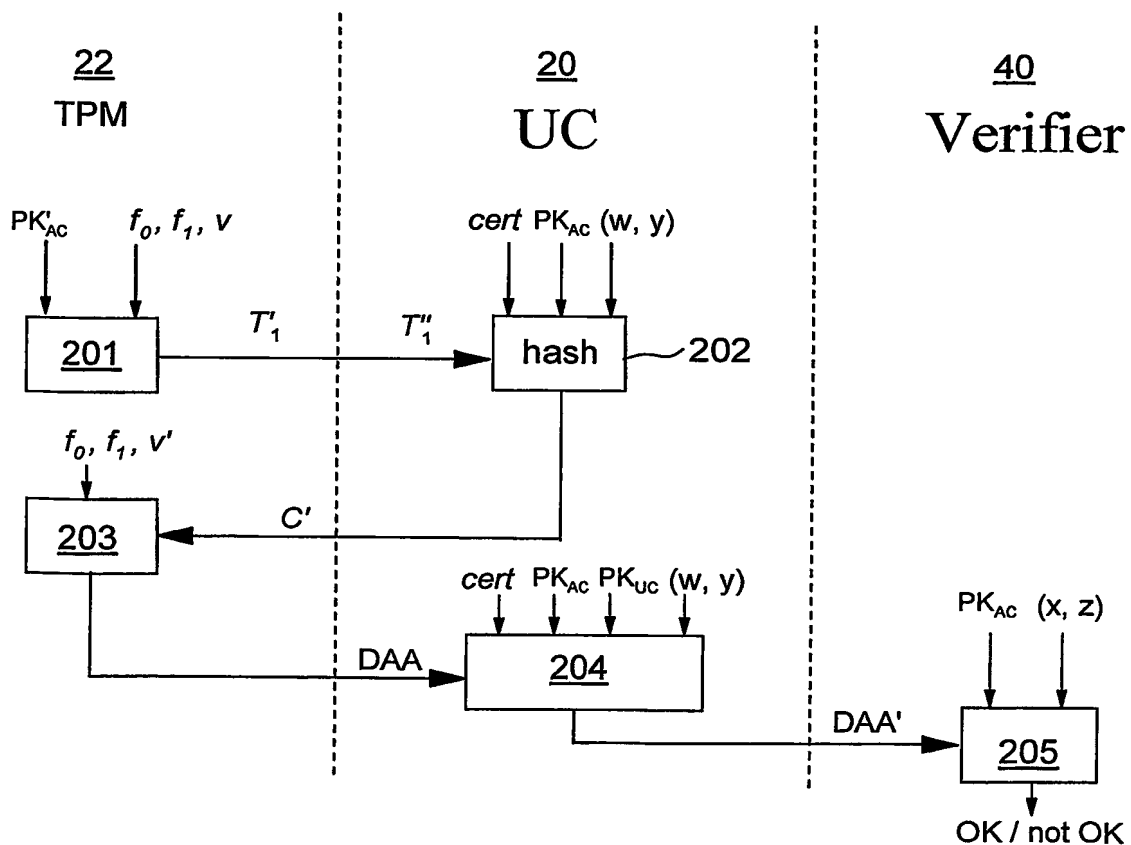 22
TPM
20
UC
40
Verifier
PK'AC
f0, f1, v
cert PKAC (w, y)
201
T'1
T''1
hash
202
f0, f1, v'
203
C'
cert PKAC PKUC (w, y)
PKAC (x, z)
DAA
204
DAA'
205
OK / not OK